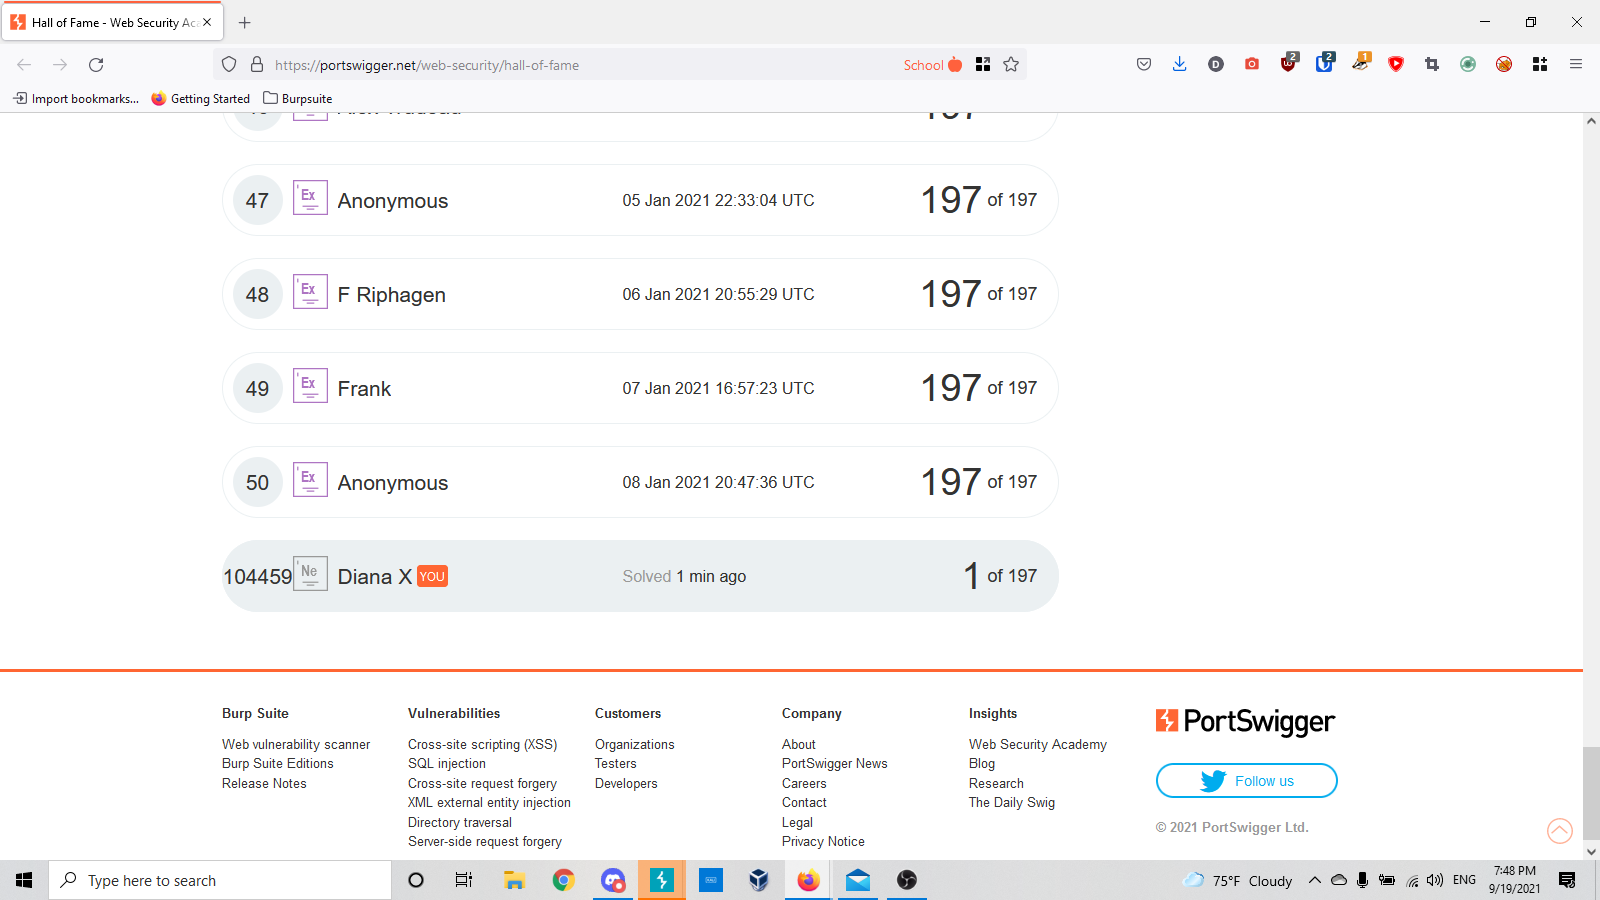 Hall of Fame - Web Security Ac
https://portswigger.net/web-security/hall-of-fame
School
D
2
2
1
Import bookmarks...
Getting Started
Burpsuite
47 Ex Anonymous 05 Jan 2021 22:33:04 UTC 197 of 197
48 Ex F Riphagen 06 Jan 2021 20:55:29 UTC 197 of 197
49 Ex Frank 07 Jan 2021 16:57:23 UTC 197 of 197
50 Ex Anonymous 08 Jan 2021 20:47:36 UTC 197 of 197
104459 Ne Diana X YOU Solved 1 min ago 1 of 197
Burp Suite
Web vulnerability scanner
Burp Suite Editions
Release Notes
Vulnerabilities
Cross-site scripting (XSS)
SQL injection
Cross-site request forgery
XML external entity injection
Directory traversal
Server-side request forgery
Customers
Organizations
Testers
Developers
Company
About
PortSwigger News
Careers
Contact
Legal
Privacy Notice
Insights
Web Security Academy
Blog
Research
The Daily Swig
PortSwigger
Follow us
© 2021 PortSwigger Ltd.
Type here to search
75°F Cloudy
ENG
7:48 PM
9/19/2021